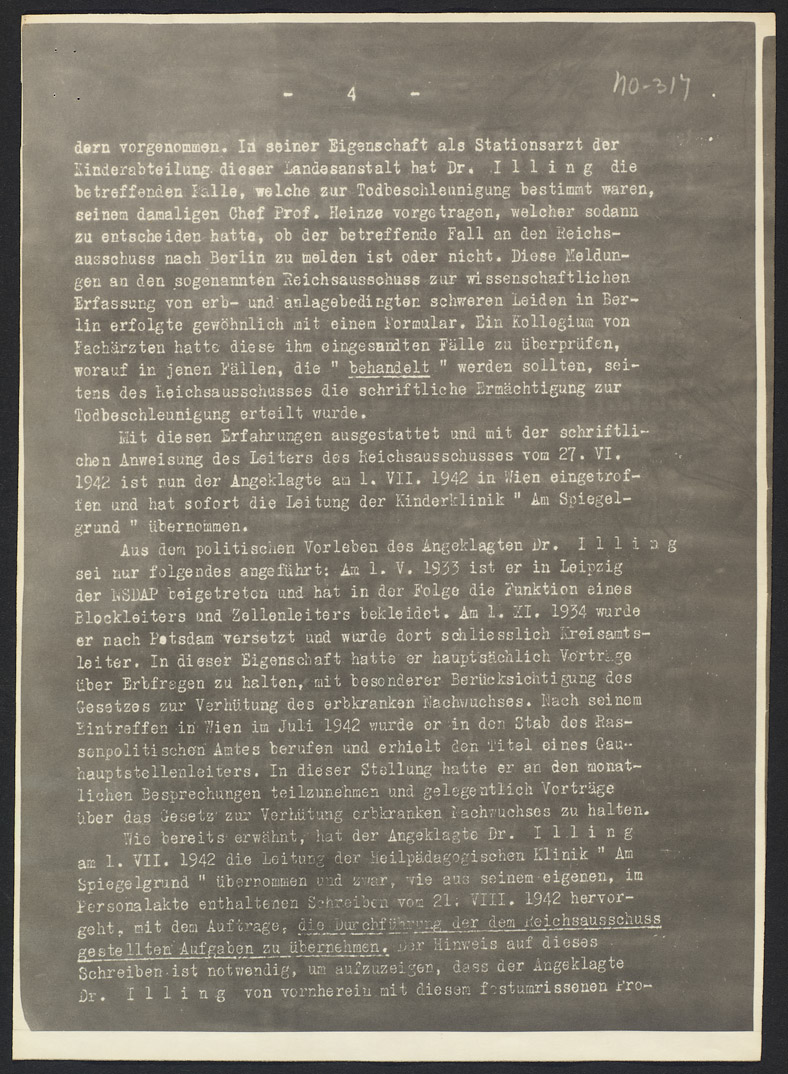 - 4 -
NO-317
dern vorgenommen. In seiner Eigenschaft als Stationsarzt der
Kinderabteilung dieser Landesanstalt hat Dr. I l l i n g die
betreffenden Fälle, welche zur Todbeschleunigung bestimmt waren,
seinem damaligen Chef Prof. Heinze vorgetragen, welcher sodann
zu entscheiden hatte, ob der betreffende Fall an den Reichs-
ausschuss nach Berlin zu melden ist oder nicht. Diese Meldun-
gen an den sogenannten Reichsausschuss zur wissenschaftlichen
Erfassung von erb- und anlagebedingten schweren Leiden in Ber-
lin erfolgte gewöhnlich mit einem Formular. Ein Kollegium von
Fachärzten hatte diese ihm eingesandten Fälle zu überprüfen,
worauf in jenen Fällen, die " behandelt " werden sollten, sei-
tens des Reichsausschusses die schriftliche Ermächtigung zur
Todbeschleunigung erteilt wurde.
Mit diesen Erfahrungen ausgestattet und mit der schriftli-
chen Anweisung des Leiters des Reichsausschusses vom 27. VI.
1942 ist nun der Angeklagte am 1. VII. 1942 in Wien eingetrof-
fen und hat sofort die Leitung der Kinderklinik " Am Spiegel-
grund " übernommen.
Aus dem politischen Vorleben des Angeklagten Dr. I l l i n g
sei nur folgendes angeführt: Am 1. V. 1933 ist er in Leipzig
der NSDAP beigetreten und hat in der Folge die Funktion eines
Blockleiters und Zellenleiters bekleidet. Am 1. XI. 1934 wurde
er nach Potsdam versetzt und wurde dort schliesslich Kreisamts-
leiter. In dieser Eigenschaft hatte er hauptsächlich Vorträge
über Erbfragen zu halten, mit besonderer Berücksichtigung des
Gesetzes zur Verhütung des erbkranken Nachwuchses. Nach seinem
Eintreffen in Wien im Juli 1942 wurde er in den Stab des Ras-
senpolitischen Amtes berufen und erhielt den Titel eines Gau-
hauptstellenleiters. In dieser Stellung hatte er an den monat-
lichen Besprechungen teilzunehmen und gelegentlich Vorträge
über das Gesetz zur Verhütung erbkranken Nachwuchses zu halten.
Wie bereits erwähnt, hat der Angeklagte Dr. I l l i n g
am 1. VII. 1942 die Leitung der Heilpädagogischen Klinik " Am
Spiegelgrund " übernommen und zwar, wie aus seinem eigenen, im
Personalakte enthaltenen Schreiben vom 21. VIII. 1942 hervor-
geht, mit dem Auftrage, die Durchführung der dem Reichsausschuss
gestellten Aufgaben zu übernehmen. Der Hinweis auf dieses
Schreiben ist notwendig, um aufzuzeigen, dass der Angeklagte
Dr. I l l i n g von vornherein mit diesem festumrissenen Pro-